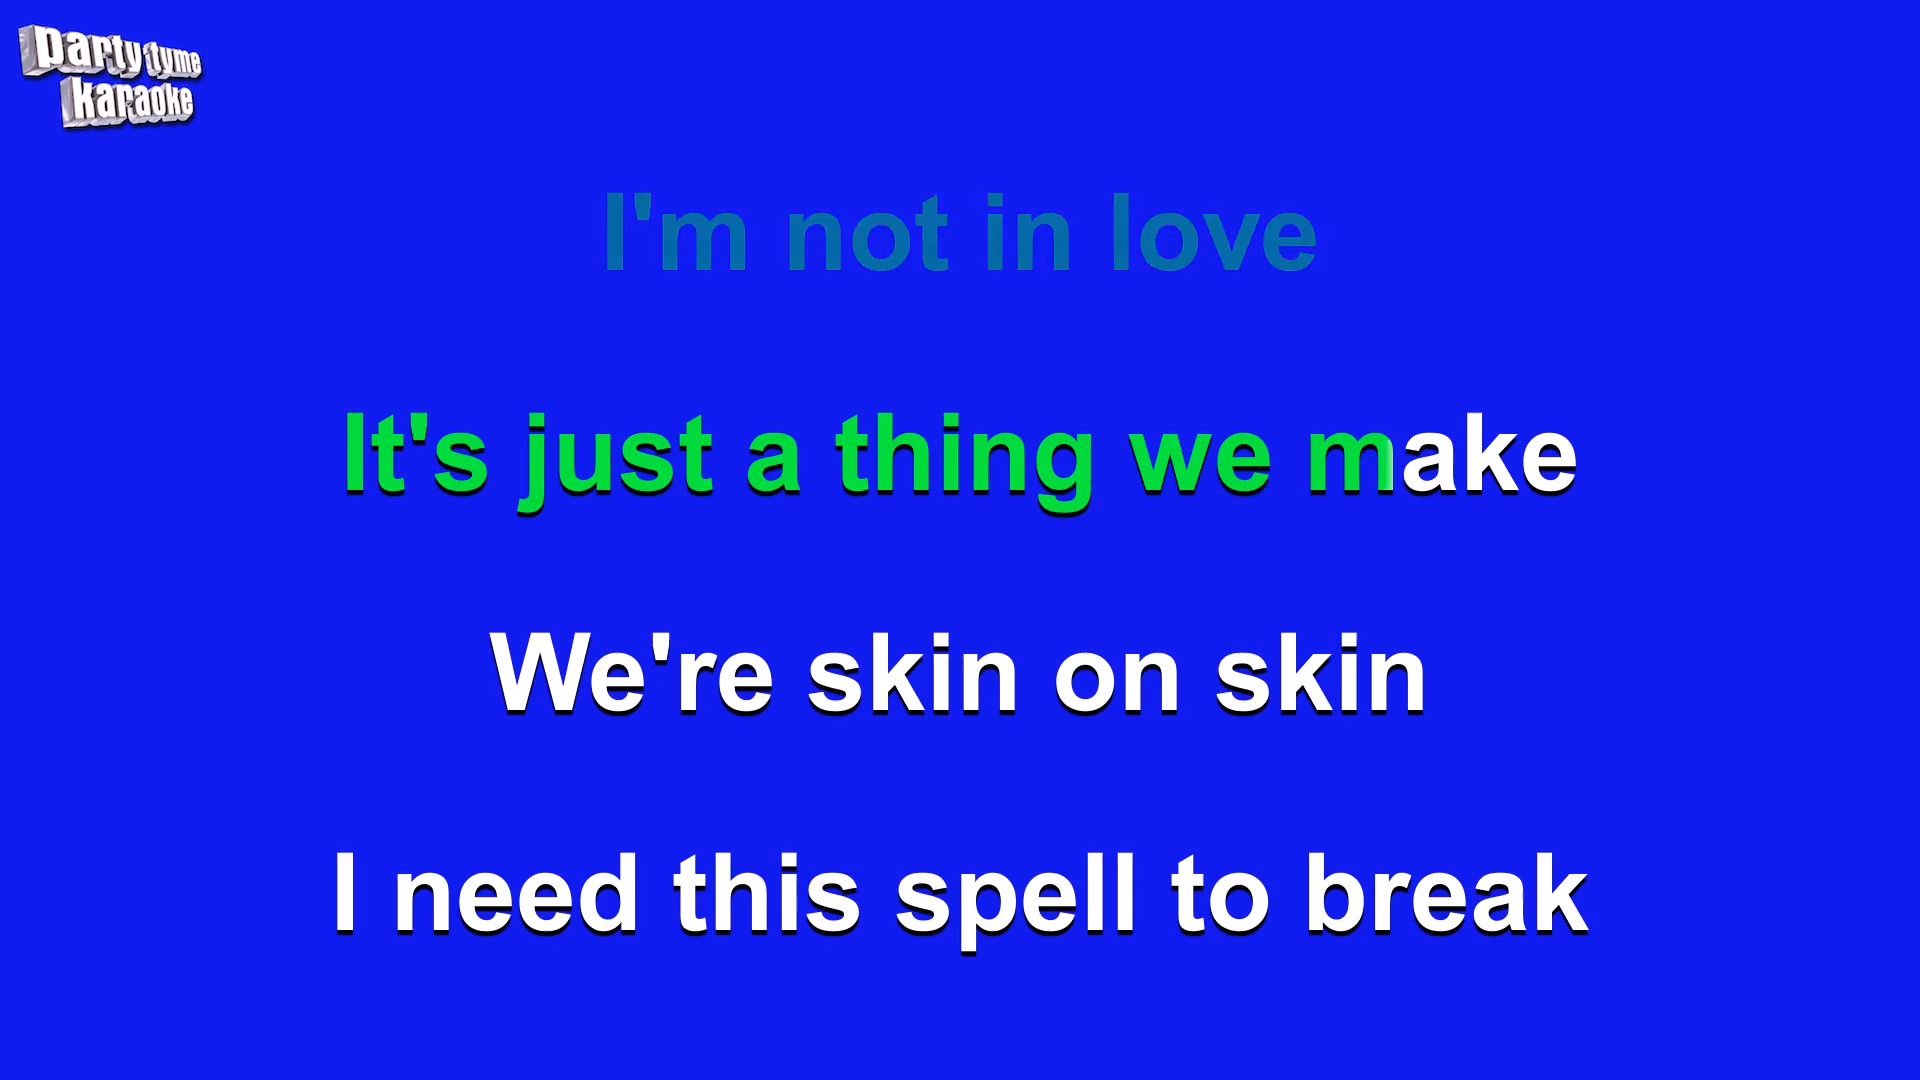 party tyme
karaoke
I'm not in love
It's just a thing we make
We're skin on skin
I need this spell to break